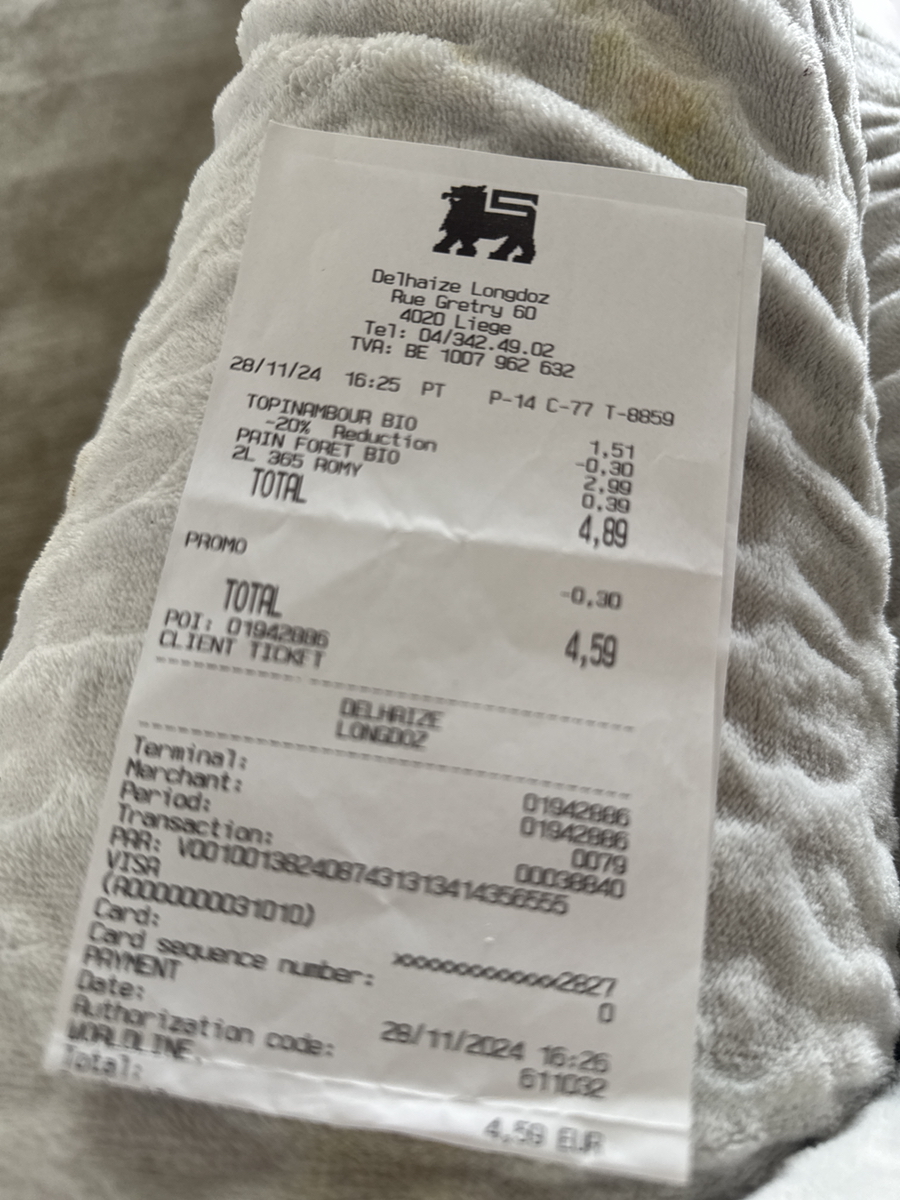 Delhaize Longdoz
Rue Gretry 60
4020 Liege
Tel: 04/342.49.02
TVA: BE 1007 962 632
28/11/24 16:25 PT P-14 C-77 T-8859
TOPINAMBOUR BIO 1,51
-20% Reduction -0,30
PAIN FORET BIO 2,99
2L 365 ROMY 0,39
TOTAL 4,89
PROMO -0,30
TOTAL 4,59
POI: 01942886
CLIENT TICKET
DELHAIZE
LONGDOZ
Terminal: 01942886
Merchant: 01942886
Period: 0079
Transaction: 00038840
PAR: V0010013824087431313414356555
VISA
(A0000000031010)
Card: xxxxxxxxxxxx2827
Card sequence number: 0
PAYMENT
Date: 28/11/2024 16:26
Authorization code: 611032
WORLDLINE
Total: 4,59 EUR